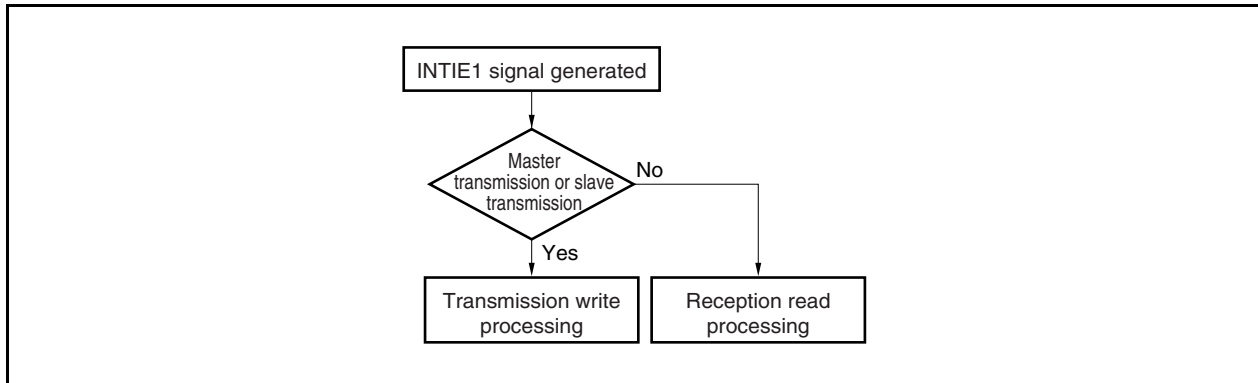 INTIE1 signal generated
Master
transmission or slave
transmission
No
Yes
Transmission write
processing
Reception read
processing